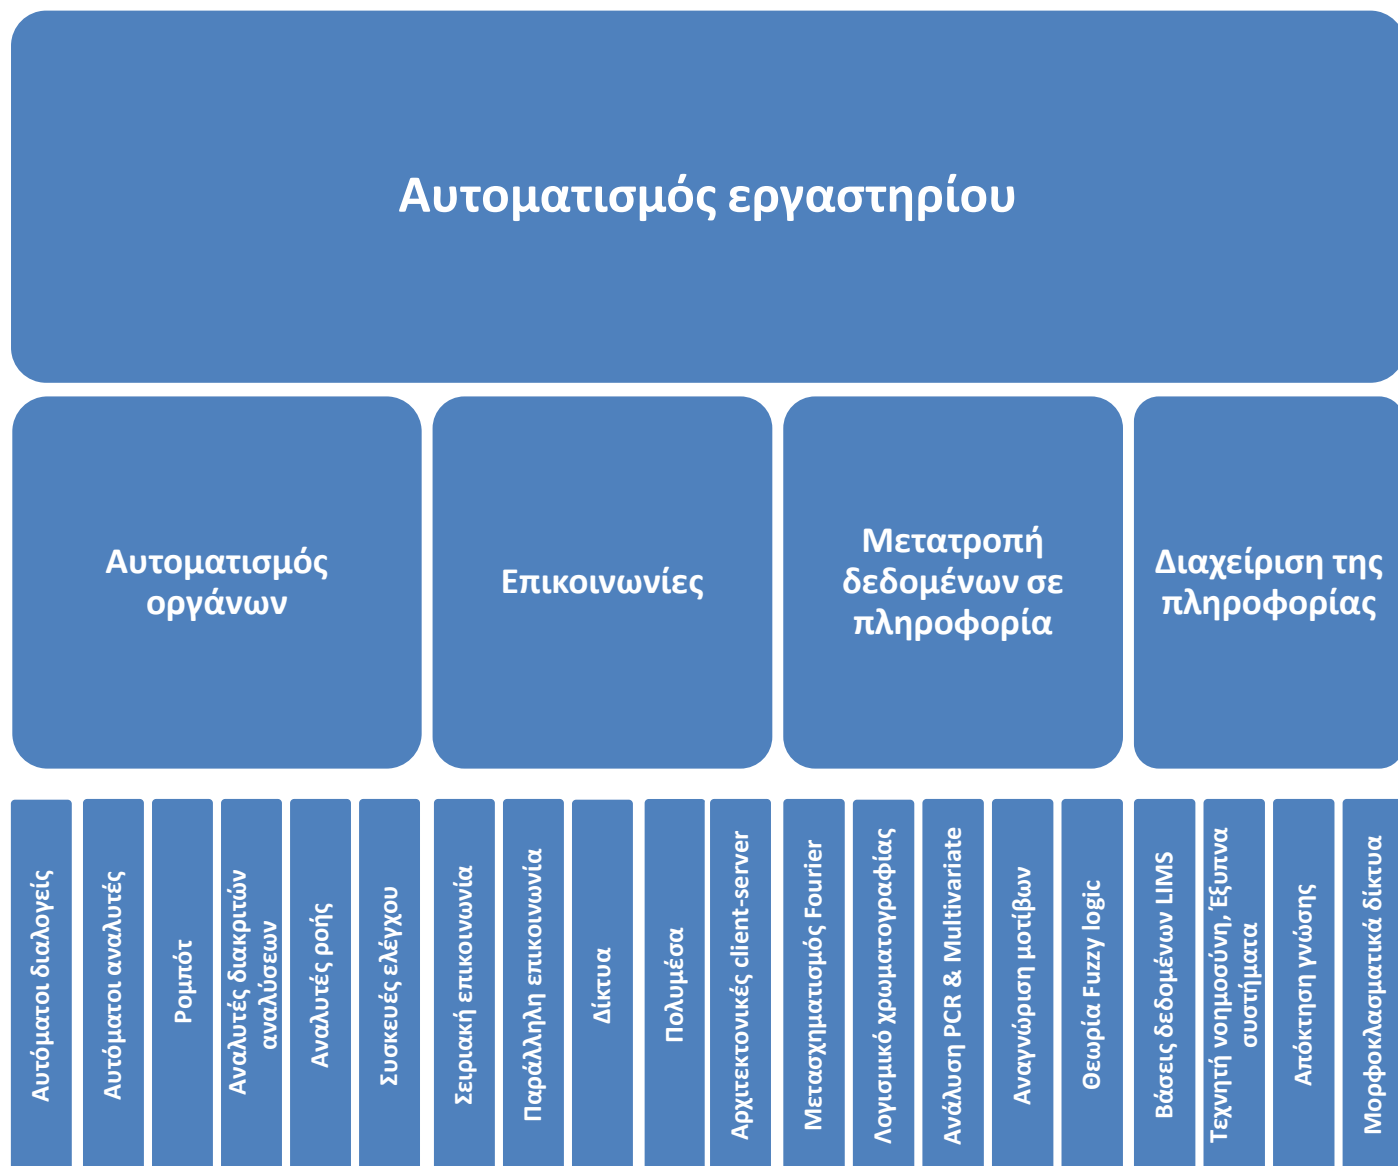 Αυτοματισμός εργαστηρίου
Αυτοματισμός
οργάνων
Επικοινωνίες
Μετατροπή
δεδομένων σε
πληροφορία
Διαχείριση της
πληροφορίας
Αυτόματοι διαλογείς
Αυτόματοι αναλυτές
Ρομπότ
Αναλυτές διακριτών
αναλύσεων
Αναλυτές ροής
Συσκευές ελέγχου
Σειριακή επικοινωνία
Παράλληλη επικοινωνία
Δίκτυα
Πολυμέσα
Αρχιτεκτονικές client-server
Μετασχηματισμός Fourier
Λογισμικό χρωματογραφίας
Ανάλυση PCR & Multivariate
Αναγνώριση μοτίβων
Θεωρία Fuzzy logic
Βάσεις δεδομένων LIMS
Τεχνητή νοημοσύνη, Έξυπνα
συστήματα
Απόκτηση γνώσης
Μορφοκλασματικά δίκτυα